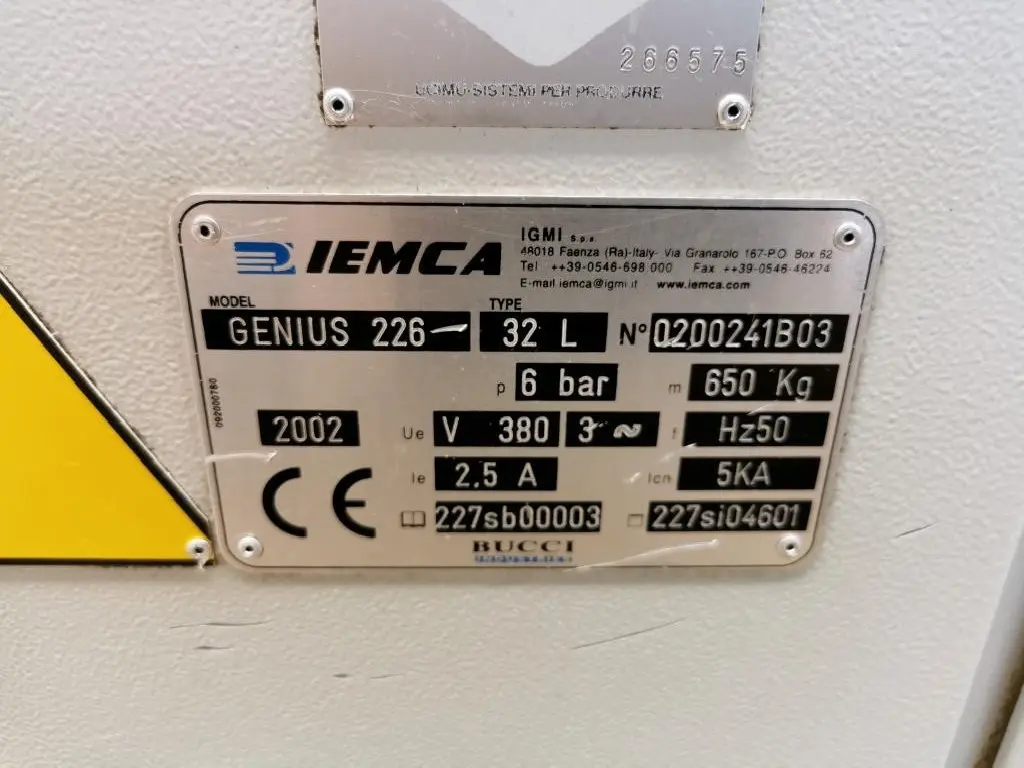 266575
UOMO-SISTEMI PER PRODURRE
IEMCA
IGMI s.p.a.
48018 Faenza (Ra)-Italy- Via Granarolo 167-P.O. Box 62
Tel ++39-0546-698 000 Fax ++39-0546-46224
E-mail iemca@igmi.it - www.iemca.com
MODEL TYPE
GENIUS 226 32 L N° 0200241B03
p 6 bar m 650 Kg
092000780
2002 Ue V 380 3 ~ f Hz50
CE Ie 2.5 A Icn 5KA
227sb00003 227si04601
BUCCI